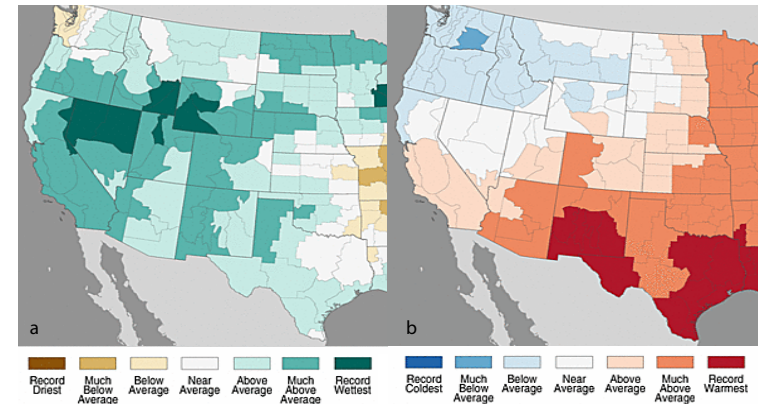 a
b
Record
Driest
Much
Below
Average
Below
Average
Near
Average
Above
Average
Much
Above
Average
Record
Wettest
Record
Coldest
Much
Below
Average
Below
Average
Near
Average
Above
Average
Much
Above
Average
Record
Warmest